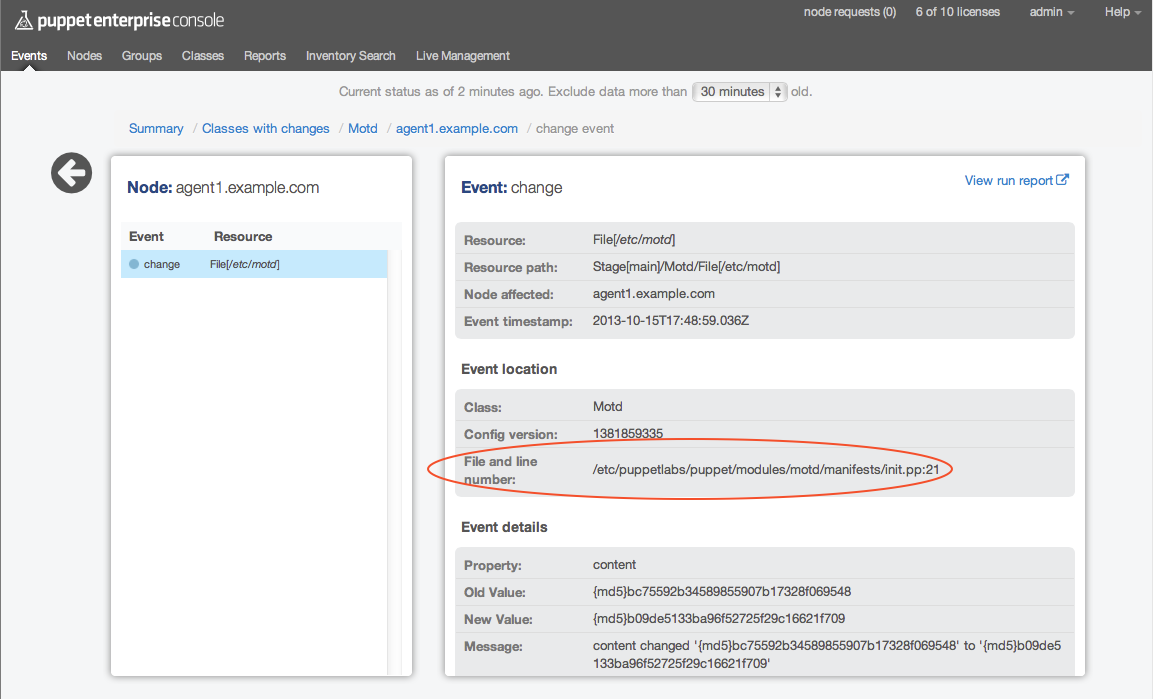 puppet enterprise console
node requests (0) 6 of 10 licenses admin Help
Events Nodes Groups Classes Reports Inventory Search Live Management
Current status as of 2 minutes ago. Exclude data more than 30 minutes old.
Summary / Classes with changes / Motd / agent1.example.com / change event
Node: agent1.example.com
Event Resource
change File[/etc/motd]
Event: change
View run report
Resource: File[/etc/motd]
Resource path: Stage[main]/Motd/File[/etc/motd]
Node affected: agent1.example.com
Event timestamp: 2013-10-15T17:48:59.036Z
Event location
Class: Motd
Config version: 1381859335
File and line
number: /etc/puppetlabs/puppet/modules/motd/manifests/init.pp:21
Event details
Property: content
Old Value: {md5}bc75592b34589855907b17328f069548
New Value: {md5}b09de5133ba96f52725f29c16621f709
Message: content changed '{md5}bc75592b34589855907b17328f069548' to '{md5}b09de5
133ba96f52725f29c16621f709'